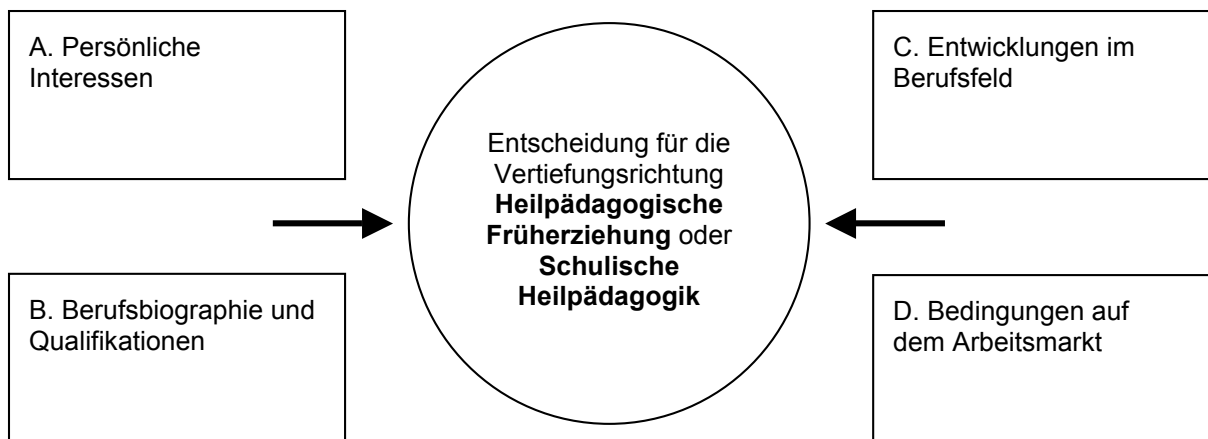 A. Persönliche
Interessen
B. Berufsbiographie und
Qualifikationen
Entscheidung für die
Vertiefungsrichtung
Heilpädagogische
Früherziehung oder
Schulische
Heilpädagogik
C. Entwicklungen im
Berufsfeld
D. Bedingungen auf
dem Arbeitsmarkt